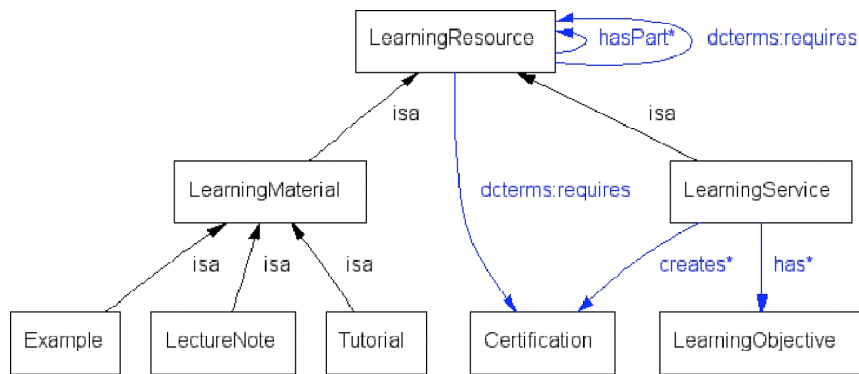 LearningResource
hasPart*
dcterms:requires
isa
isa
LearningMaterial
dcterms:requires
LearningService
isa
isa
isa
creates*
has*
Example
LectureNote
Tutorial
Certification
LearningObjective